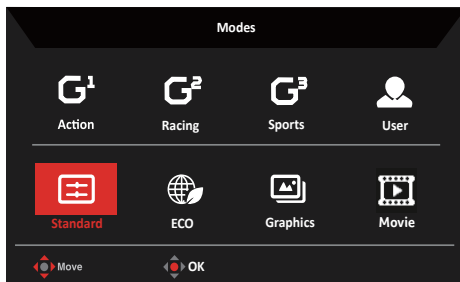 Modes
G¹ G² G³
Action Racing Sports User
Standard ECO Graphics Movie
Move OK